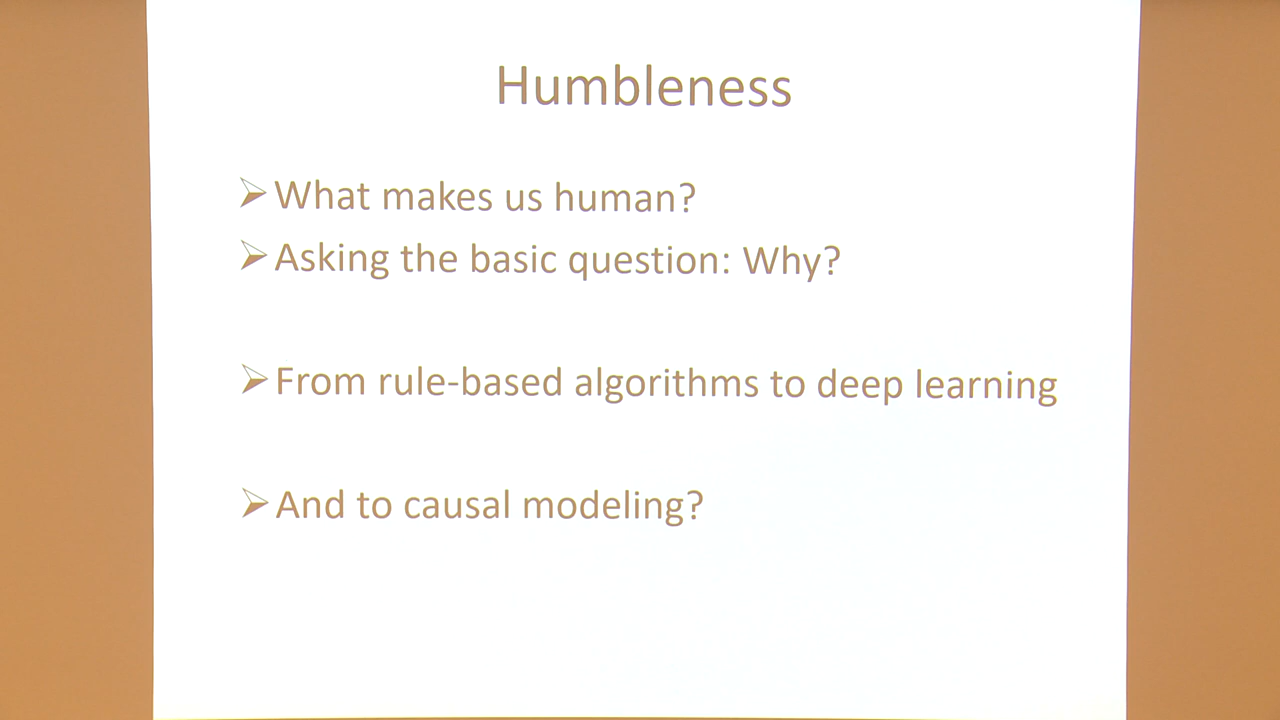 Humbleness
➢ What makes us human?
➢ Asking the basic question: Why?
➢ From rule-based algorithms to deep learning
➢ And to causal modeling?